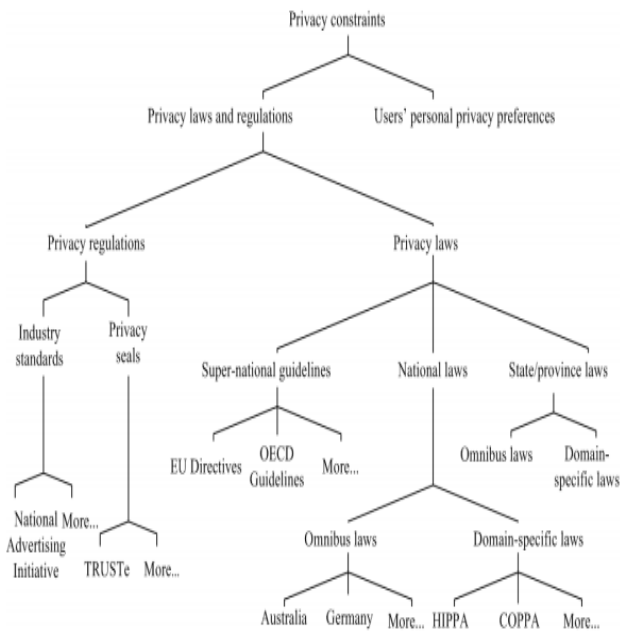 Privacy constraints
Privacy laws and regulations
Users' personal privacy preferences
Privacy regulations
Privacy laws
Industry
standards
Privacy
seals
Super-national guidelines
National laws
State/province laws
EU Directives
OECD
Guidelines
More...
Omnibus laws
Domain-
specific laws
National
Advertising
Initiative
More...
TRUSTe
More...
Omnibus laws
Domain-specific laws
Australia
Germany
More...
HIPPA
COPPA
More...